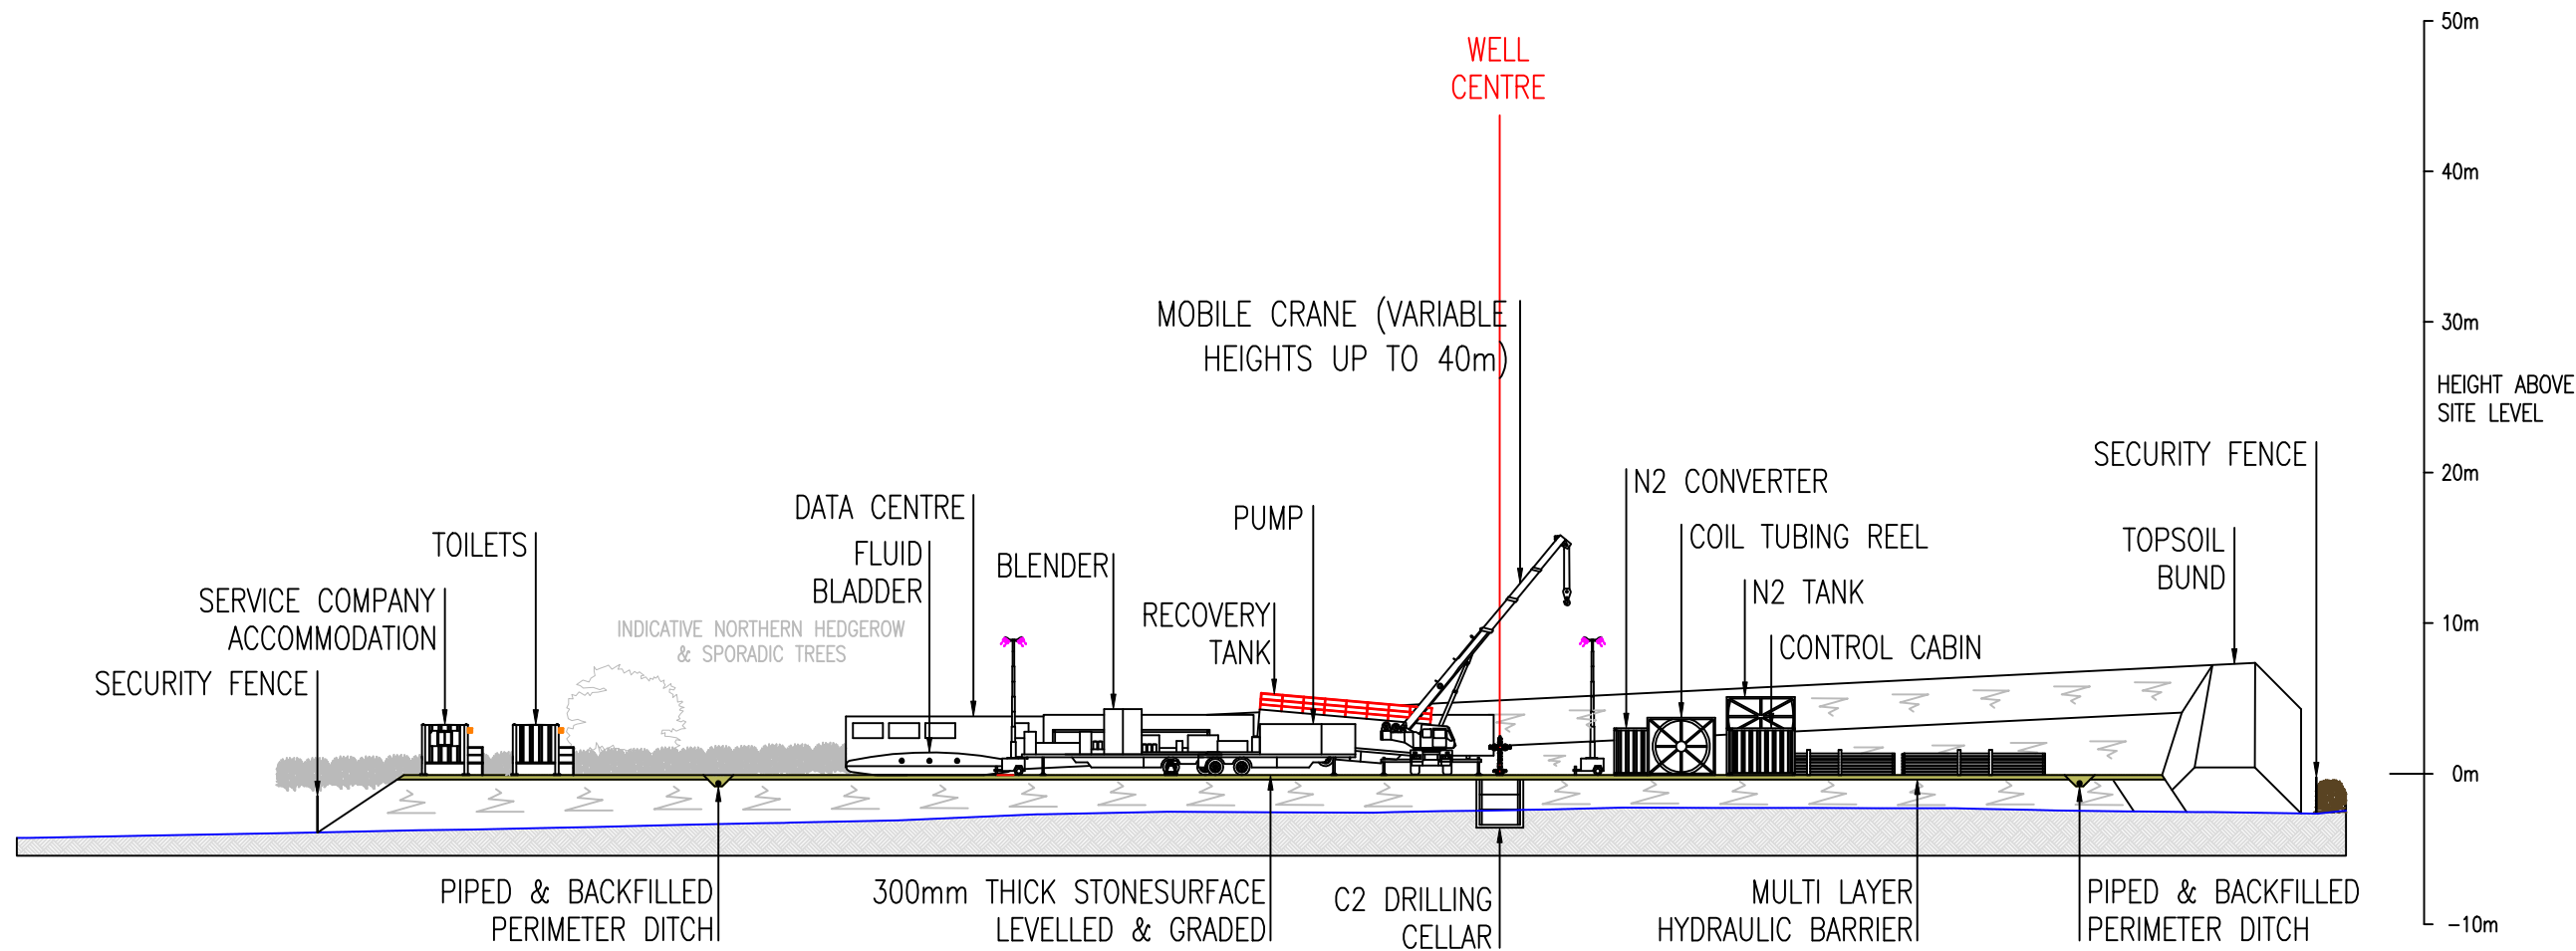 50m
WELL
CENTRE
40m
MOBILE CRANE (VARIABLE
HEIGHTS UP TO 40m)
30m
HEIGHT ABOVE
SITE LEVEL
SECURITY FENCE
20m
N2 CONVERTER
DATA CENTRE
PUMP
COIL TUBING REEL
TOPSOIL
BUND
TOILETS
FLUID
BLADDER
BLENDER
N2 TANK
SERVICE COMPANY
ACCOMMODATION
RECOVERY
TANK
10m
INDICATIVE NORTHERN HEDGEROW
& SPORADIC TREES
CONTROL CABIN
SECURITY FENCE
0m
PIPED & BACKFILLED
PERIMETER DITCH
300mm THICK STONESURFACE
LEVELLED & GRADED
C2 DRILLING
CELLAR
MULTI LAYER
HYDRAULIC BARRIER
PIPED & BACKFILLED
PERIMETER DITCH
-10m